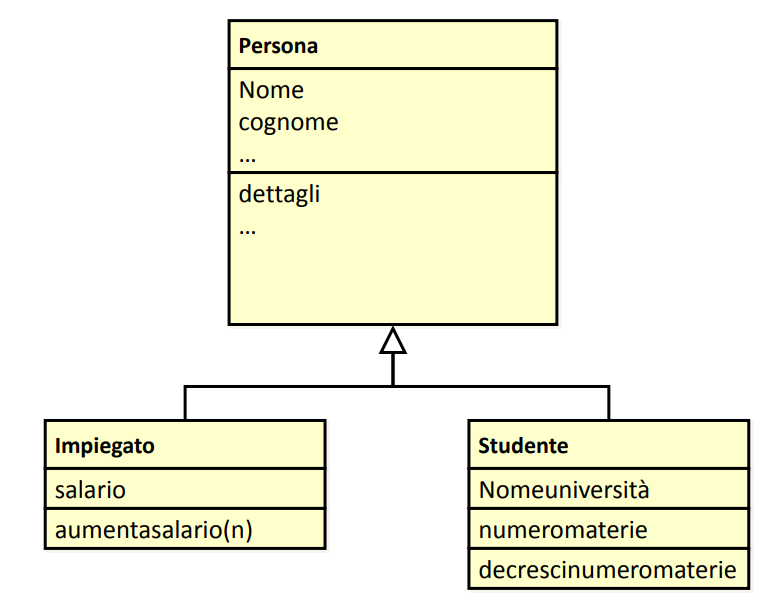 Persona
Nome
cognome
...
dettagli
...
Impiegato
salario
aumentasalario(n)
Studente
Nomeuniversità
numeromaterie
decrescinumeromaterie